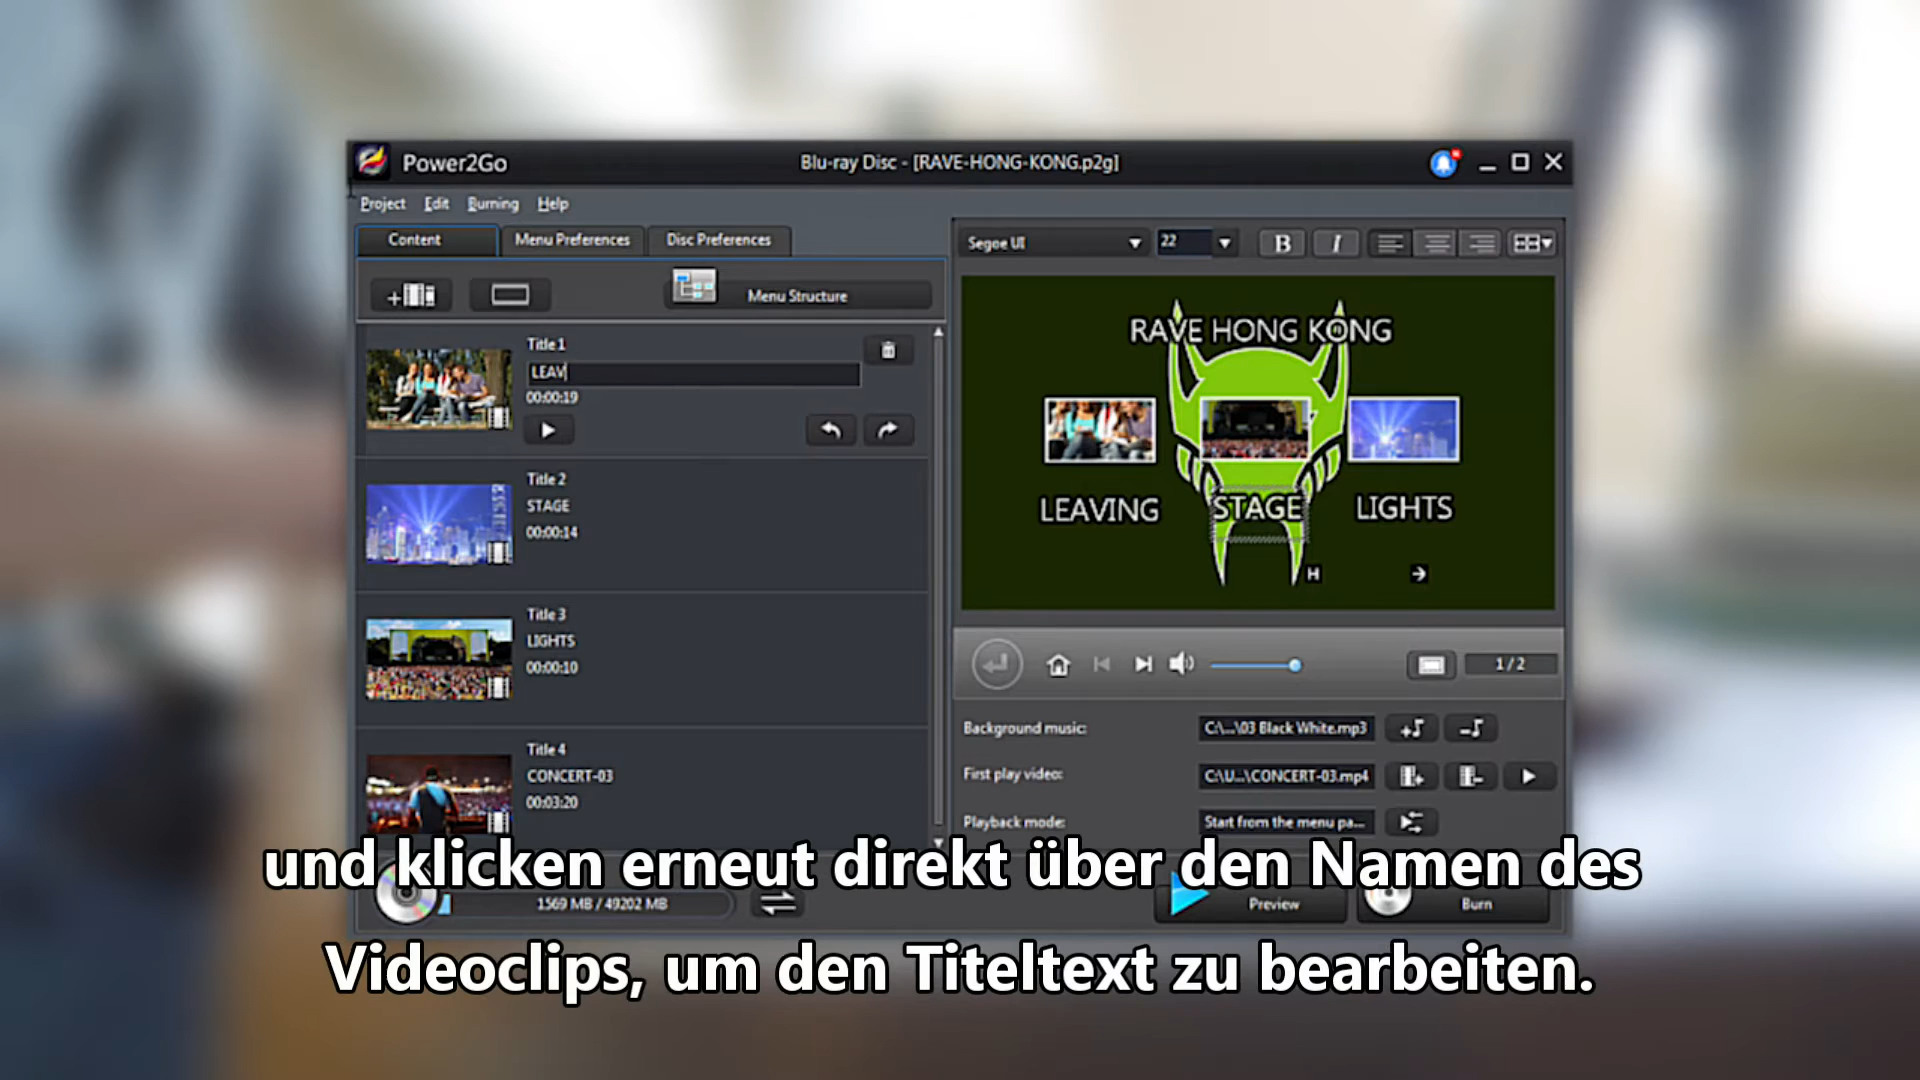 Power2Go
Blu-ray Disc - [RAVE-HONG-KONG.p2g]
Project Edit Burning Help
Content Menu Preferences Disc Preferences
Segoe UI 22 B I
Menu Structure
Title 1
LEAV
00:00:19
Title 2
STAGE
00:00:14
Title 3
LIGHTS
00:00:10
Title 4
CONCERT-03
00:03:20
RAVE HONG KONG
LEAVING STAGE LIGHTS
H
1 / 2
Background music: C:\...\03 Black White.mp3
First play video: C:\U...\CONCERT-03.mp4
Playback mode: Start from the menu pa...
1569 MB / 49202 MB
Preview
Burn
und klicken erneut direkt über den Namen des
Videoclips, um den Titeltext zu bearbeiten.